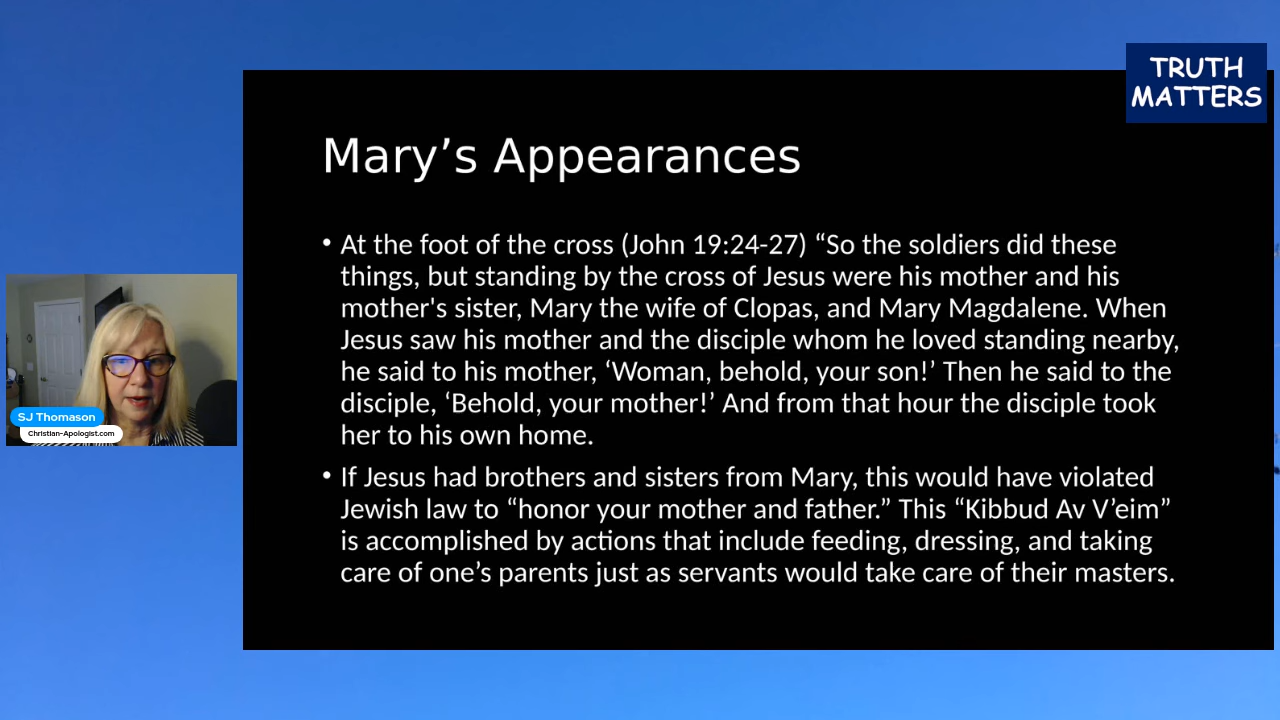 TRUTH
MATTERS
Mary’s Appearances
• At the foot of the cross (John 19:24-27) “So the soldiers did these
things, but standing by the cross of Jesus were his mother and his
mother's sister, Mary the wife of Clopas, and Mary Magdalene. When
Jesus saw his mother and the disciple whom he loved standing nearby,
he said to his mother, ‘Woman, behold, your son!’ Then he said to the
disciple, ‘Behold, your mother!’ And from that hour the disciple took
her to his own home.
• If Jesus had brothers and sisters from Mary, this would have violated
Jewish law to “honor your mother and father.” This “Kibbud Av V’eim”
is accomplished by actions that include feeding, dressing, and taking
care of one’s parents just as servants would take care of their masters.
SJ Thomason
Christian-Apologist.com